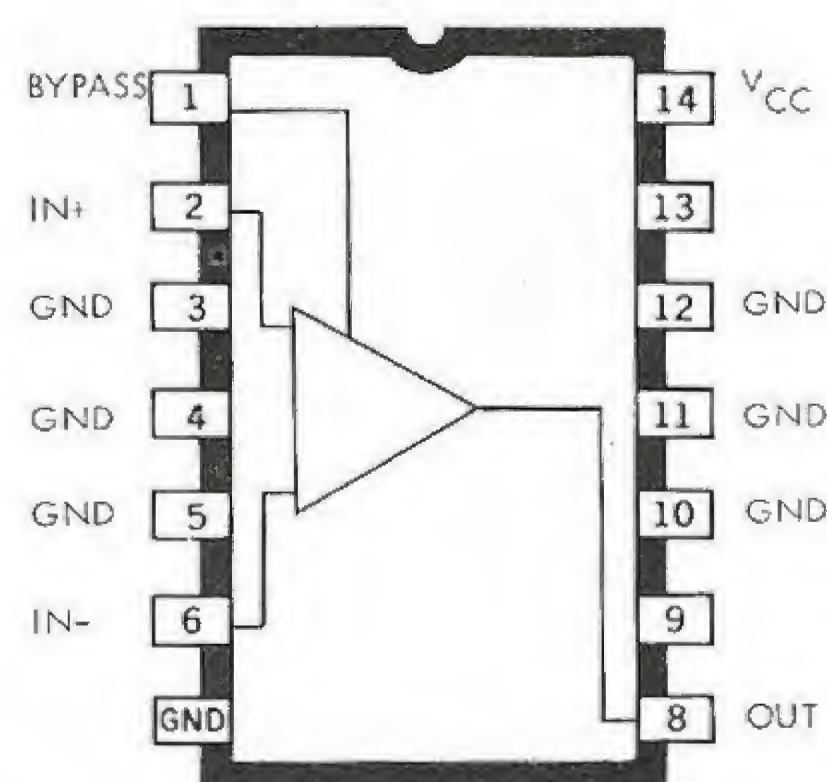 BYPASS 1 14 VCC
IN+ 2 13
GND 3 12 GND
GND 4 11 GND
GND 5 10 GND
IN- 6 9
GND 8 OUT